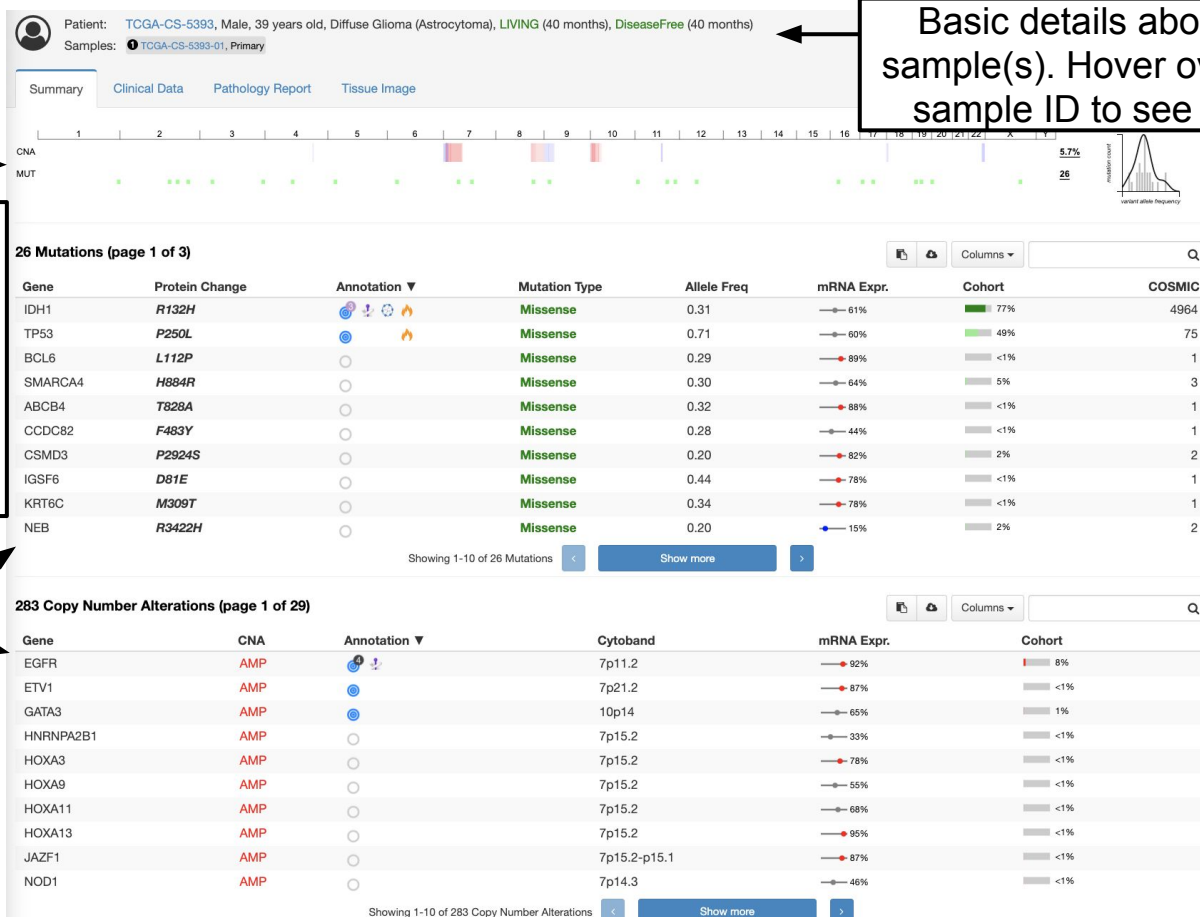 Patient: TCGA-CS-5393, Male, 39 years old, Diffuse Glioma (Astrocytoma), LIVING (40 months), DiseaseFree (40 months)
Samples: 1 TCGA-CS-5393-01, Primary
Basic details abo
sample(s). Hover ov
sample ID to see
Summary Clinical Data Pathology Report Tissue Image
1 2 3 4 5 6 7 8 9 10 11 12 13 14 15 16 17 18 19 20 21 22 X Y
CNA 5.7%
MUT 26
mutation count
variant allele frequency
26 Mutations (page 1 of 3) Columns
Gene Protein Change Annotation ▼ Mutation Type Allele Freq mRNA Expr. Cohort COSMIC
IDH1 R132H 3 Missense 0.31 61% 77% 4964
TP53 P250L Missense 0.71 60% 49% 75
BCL6 L112P Missense 0.29 89% <1% 1
SMARCA4 H884R Missense 0.30 64% 5% 3
ABCB4 T828A Missense 0.32 88% <1% 1
CCDC82 F483Y Missense 0.28 44% <1% 1
CSMD3 P2924S Missense 0.20 82% 2% 2
IGSF6 D81E Missense 0.44 78% <1% 1
KRT6C M309T Missense 0.34 78% <1% 1
NEB R3422H Missense 0.20 15% 2% 2
Showing 1-10 of 26 Mutations < Show more >
283 Copy Number Alterations (page 1 of 29) Columns
Gene CNA Annotation ▼ Cytoband mRNA Expr. Cohort
EGFR AMP 4 7p11.2 92% 8%
ETV1 AMP 7p21.2 87% <1%
GATA3 AMP 10p14 65% 1%
HNRNPA2B1 AMP 7p15.2 33% <1%
HOXA3 AMP 7p15.2 78% <1%
HOXA9 AMP 7p15.2 55% <1%
HOXA11 AMP 7p15.2 68% <1%
HOXA13 AMP 7p15.2 95% <1%
JAZF1 AMP 7p15.2-p15.1 87% <1%
NOD1 AMP 7p14.3 46% <1%
Showing 1-10 of 283 Copy Number Alterations < Show more >